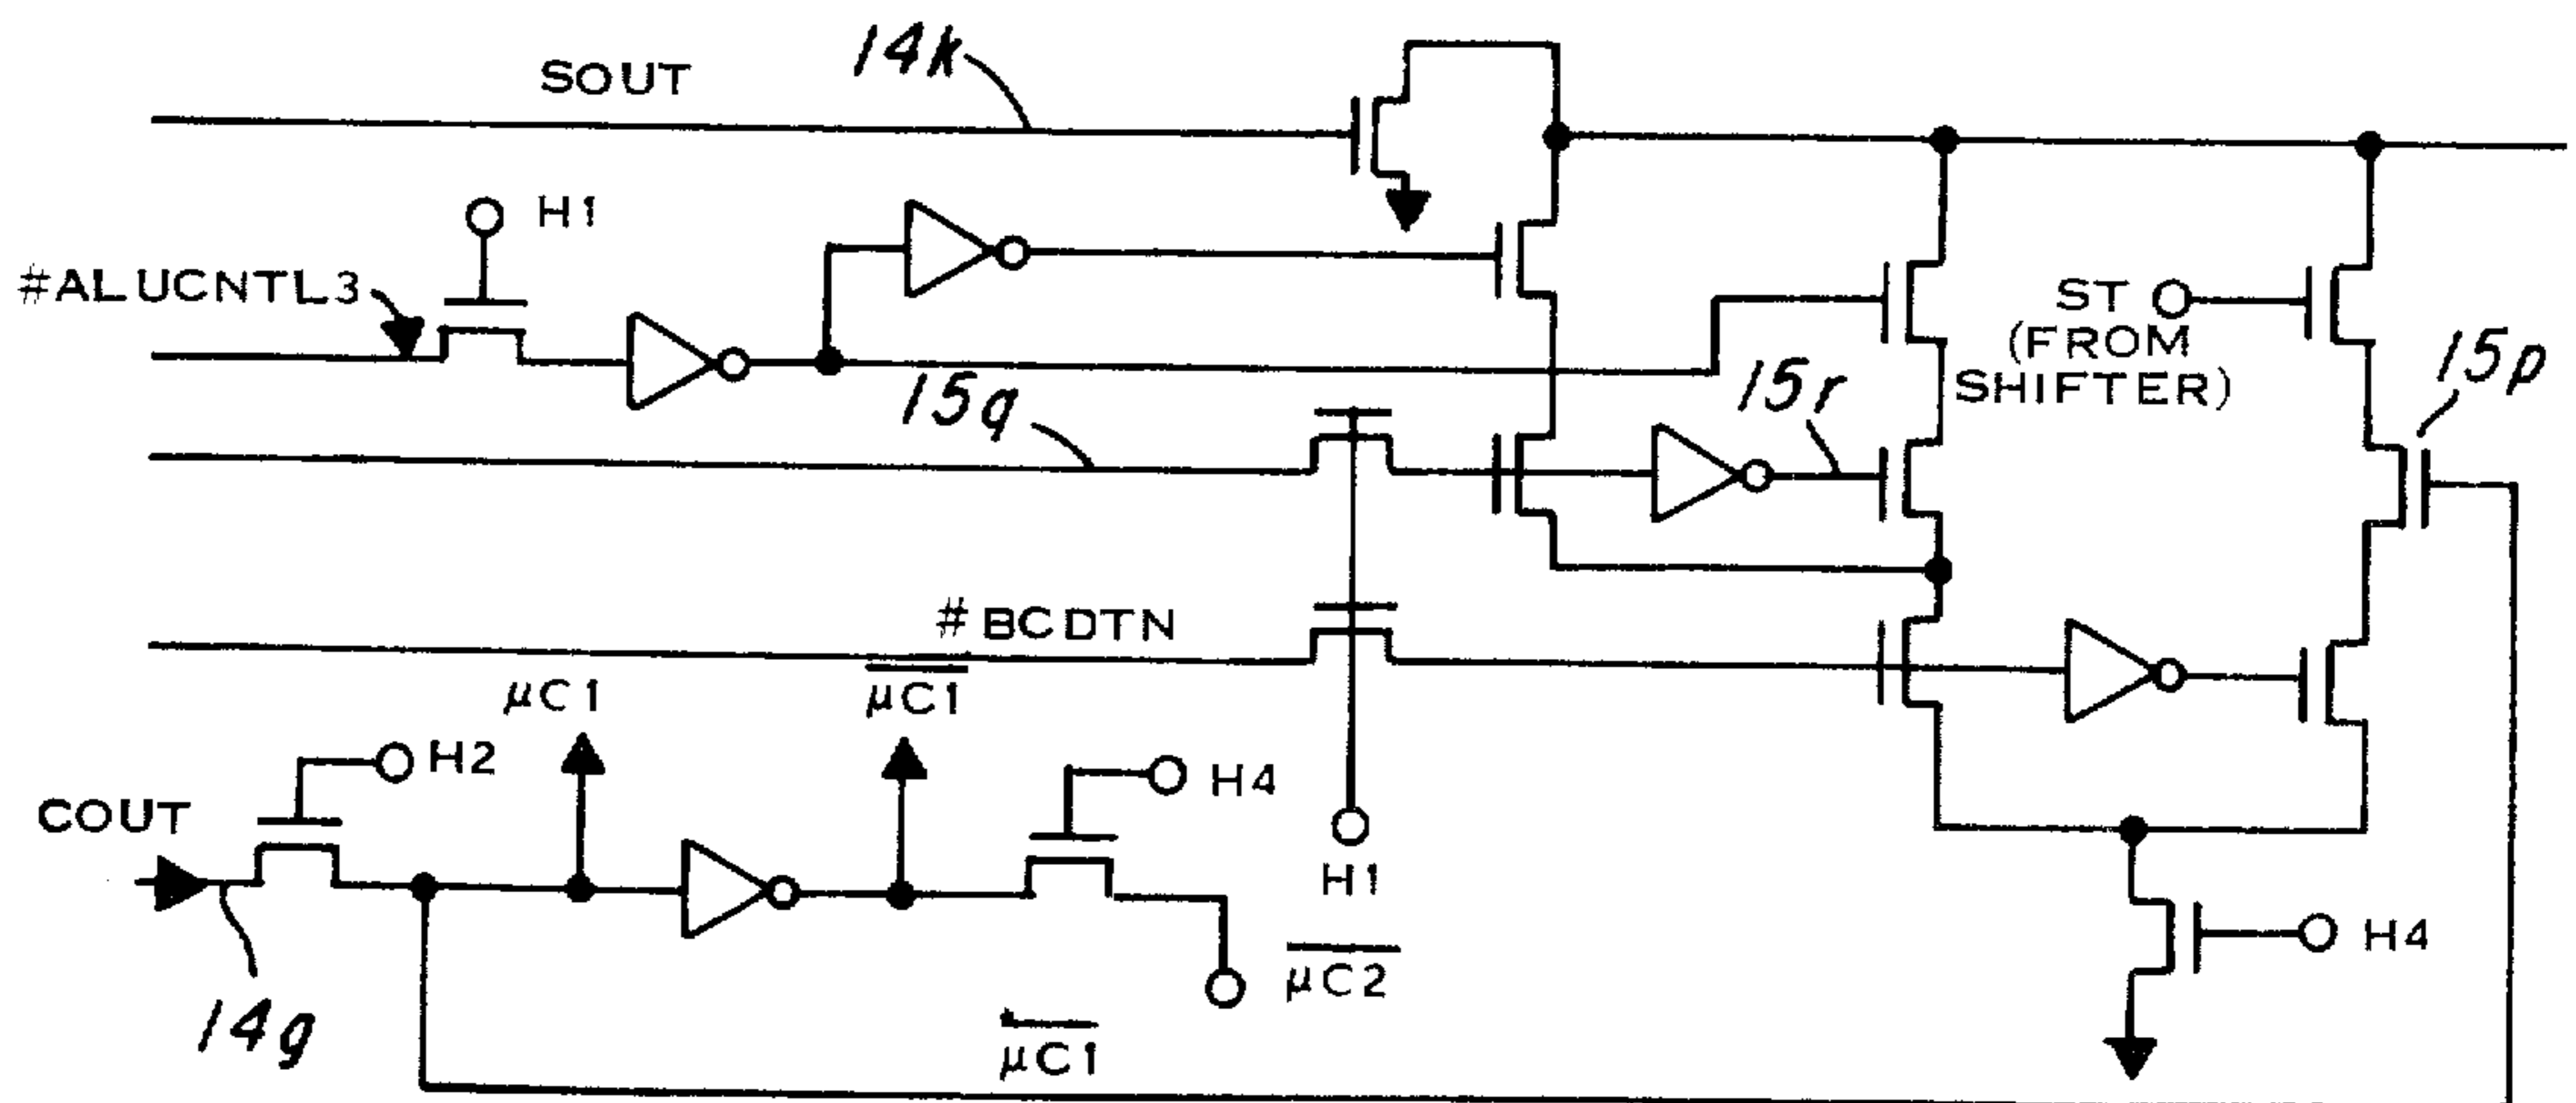 SOUT
14k
H1
#ALUCNTL3
ST
(FROM
SHIFTER)
15p
15q
15r
#BCDTN
μC1
μC1
H2
H4
COUT
H1
H4
μC2
14g
μC1